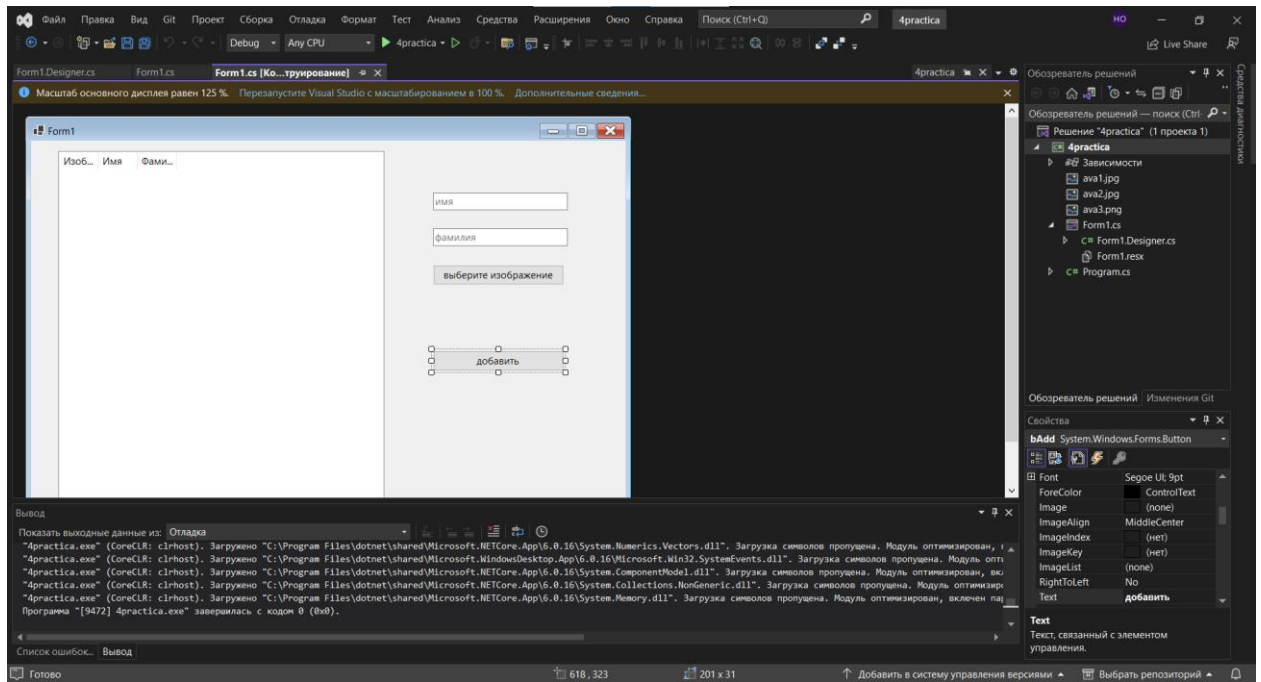 Файл Правка Вид Git Проект Сборка Отладка Формат Тест Анализ Средства Расширения Окно Справка Поиск (Ctrl+Q) 4practica НО
Debug Any CPU 4practica Live Share
Form1.Designer.cs Form1.cs Form1.cs [Ко...труирование] 4practica
Масштаб основного дисплея равен 125 %. Перезапустите Visual Studio с масштабированием в 100 %. Дополнительные сведения...
Form1
Изоб... Имя Фами...
имя
фамилия
выберите изображение
добавить
Обозреватель решений
Обозреватель решений — поиск (Ctrl·
Решение "4practica" (1 проекта 1)
4practica
Зависимости
ava1.jpg
ava2.jpg
ava3.png
Form1.cs
C# Form1.Designer.cs
Form1.resx
C# Program.cs
Обозреватель решений Изменения Git
Средства диагностики
Свойства
bAdd System.Windows.Forms.Button
Font Segoe UI; 9pt
ForeColor ControlText
Image (none)
ImageAlign MiddleCenter
ImageIndex (нет)
ImageKey (нет)
ImageList (none)
RightToLeft No
Text добавить
Text
Текст, связанный с элементом
управления.
Вывод
Показать выходные данные из: Отладка
"4practica.exe" (CoreCLR: clrhost). Загружено "C:\Program Files\dotnet\shared\Microsoft.NETCore.App\6.0.16\System.Numerics.Vectors.dll". Загрузка символов пропущена. Модуль оптимизирован,
"4practica.exe" (CoreCLR: clrhost). Загружено "C:\Program Files\dotnet\shared\Microsoft.WindowsDesktop.App\6.0.16\Microsoft.Win32.SystemEvents.dll". Загрузка символов пропущена. Модуль опти
"4practica.exe" (CoreCLR: clrhost). Загружено "C:\Program Files\dotnet\shared\Microsoft.NETCore.App\6.0.16\System.ComponentModel.dll". Загрузка символов пропущена. Модуль оптимизирован, вкл
"4practica.exe" (CoreCLR: clrhost). Загружено "C:\Program Files\dotnet\shared\Microsoft.NETCore.App\6.0.16\System.Collections.NonGeneric.dll". Загрузка символов пропущена. Модуль оптимизиро
"4practica.exe" (CoreCLR: clrhost). Загружено "C:\Program Files\dotnet\shared\Microsoft.NETCore.App\6.0.16\System.Memory.dll". Загрузка символов пропущена. Модуль оптимизирован, включен пар
Программа "[9472] 4practica.exe" завершилась с кодом 0 (0x0).
Список ошибок... Вывод
Готово 618 , 323 201 x 31 Добавить в систему управления версиями Выбрать репозиторий